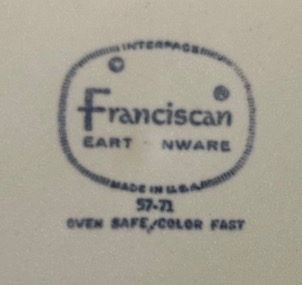 INTERPACE
© ®
Franciscan
EART NWARE
MADE IN U.S.A.
57-71
OVEN SAFE/COLOR FAST